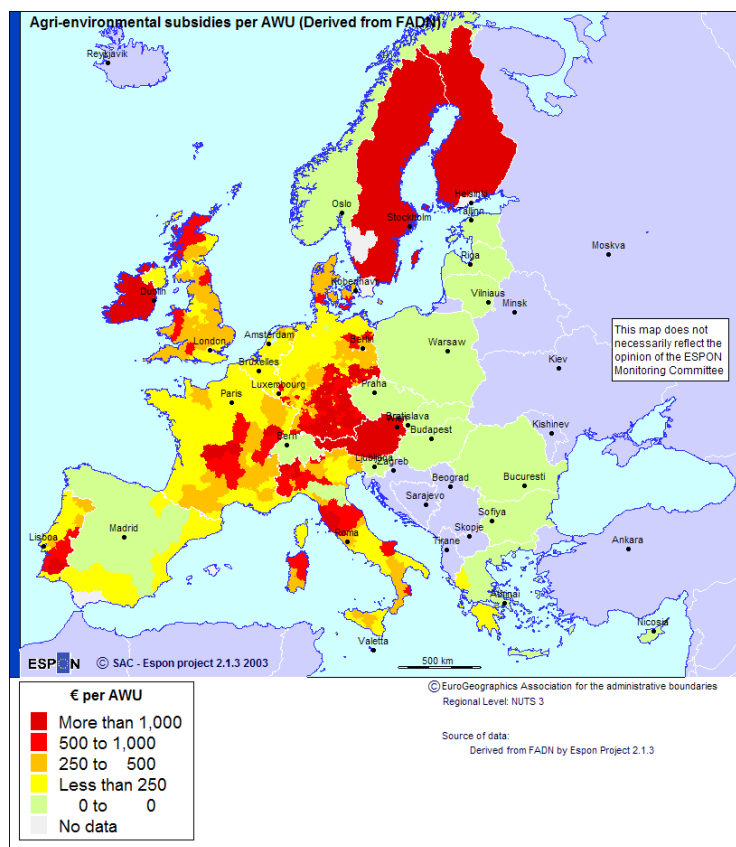 Agri-environmental subsidies per AWU (Derived from FADN)
Reykjavik
Helsinki
Oslo
Tallinn
Stockholm
Moskva
Riga
Kobenhavn
Dublin
Vilnius
Minsk
This map does not
necessarily reflect the
opinion of the ESPON
Monitoring Committee
London
Amsterdam
Berlin
Warsaw
Bruxelles
Kiev
Luxembourg
Praha
Paris
Bratislava
Wien
Budapest
Kishinev
Bern
Ljubljana
Zagreb
Beograd
Bucuresti
Sarajevo
Sofiya
Madrid
Lisboa
Roma
Skopje
Tirane
Ankara
Athinai
Nicosia
Valetta
ESPON © SAC - Espon project 2.1.3 2003
500 km
© EuroGeographics Association for the administrative boundaries
Regional Level: NUTS 3
Source of data:
Derived from FADN by Espon Project 2.1.3
€ per AWU
More than 1,000
500 to 1,000
250 to 500
Less than 250
0 to 0
No data